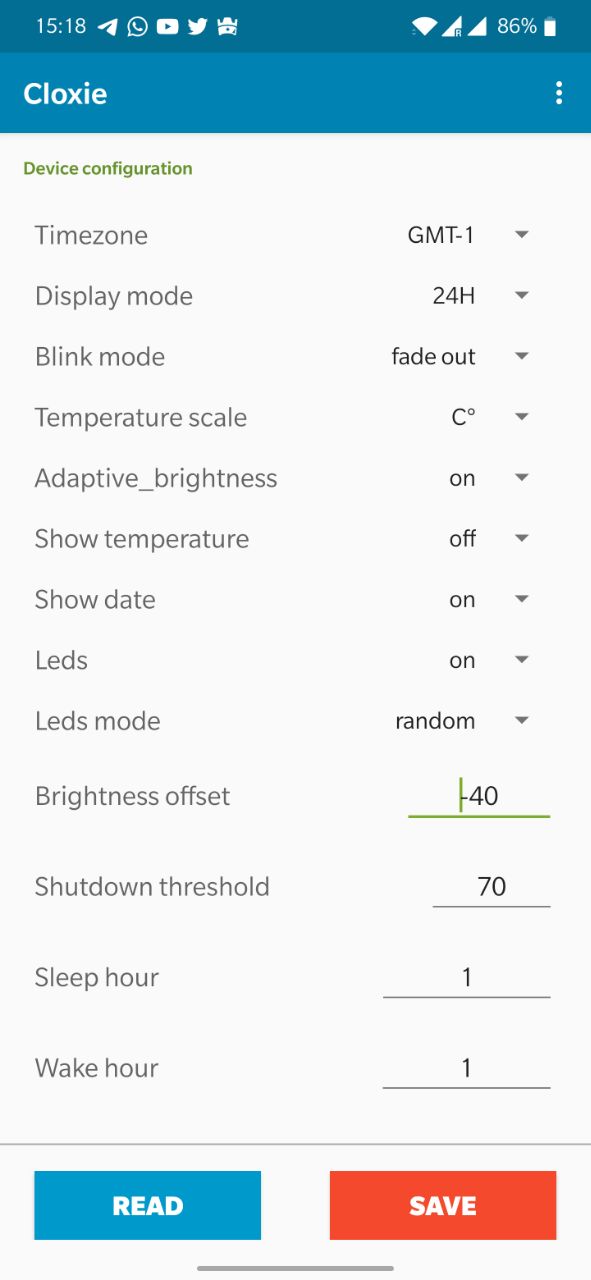 15:18 86%
Cloxie
Device configuration
Timezone GMT-1
Display mode 24H
Blink mode fade out
Temperature scale C°
Adaptive_brightness on
Show temperature off
Show date on
Leds on
Leds mode random
Brightness offset -40
Shutdown threshold 70
Sleep hour 1
Wake hour 1
READ SAVE